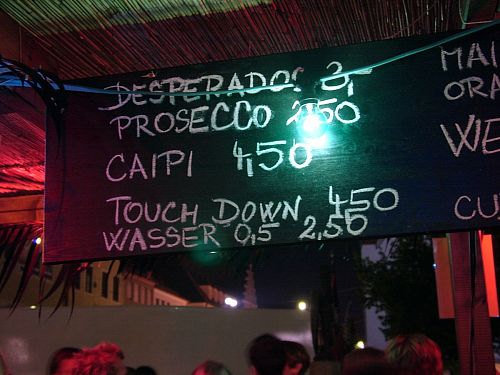 DESPERADOS 3,-
PROSECCO 2,50
CAIPI 4,50
TOUCH DOWN 4,50
WASSER 0,5 2,50
MAI
ORA
WE
CU